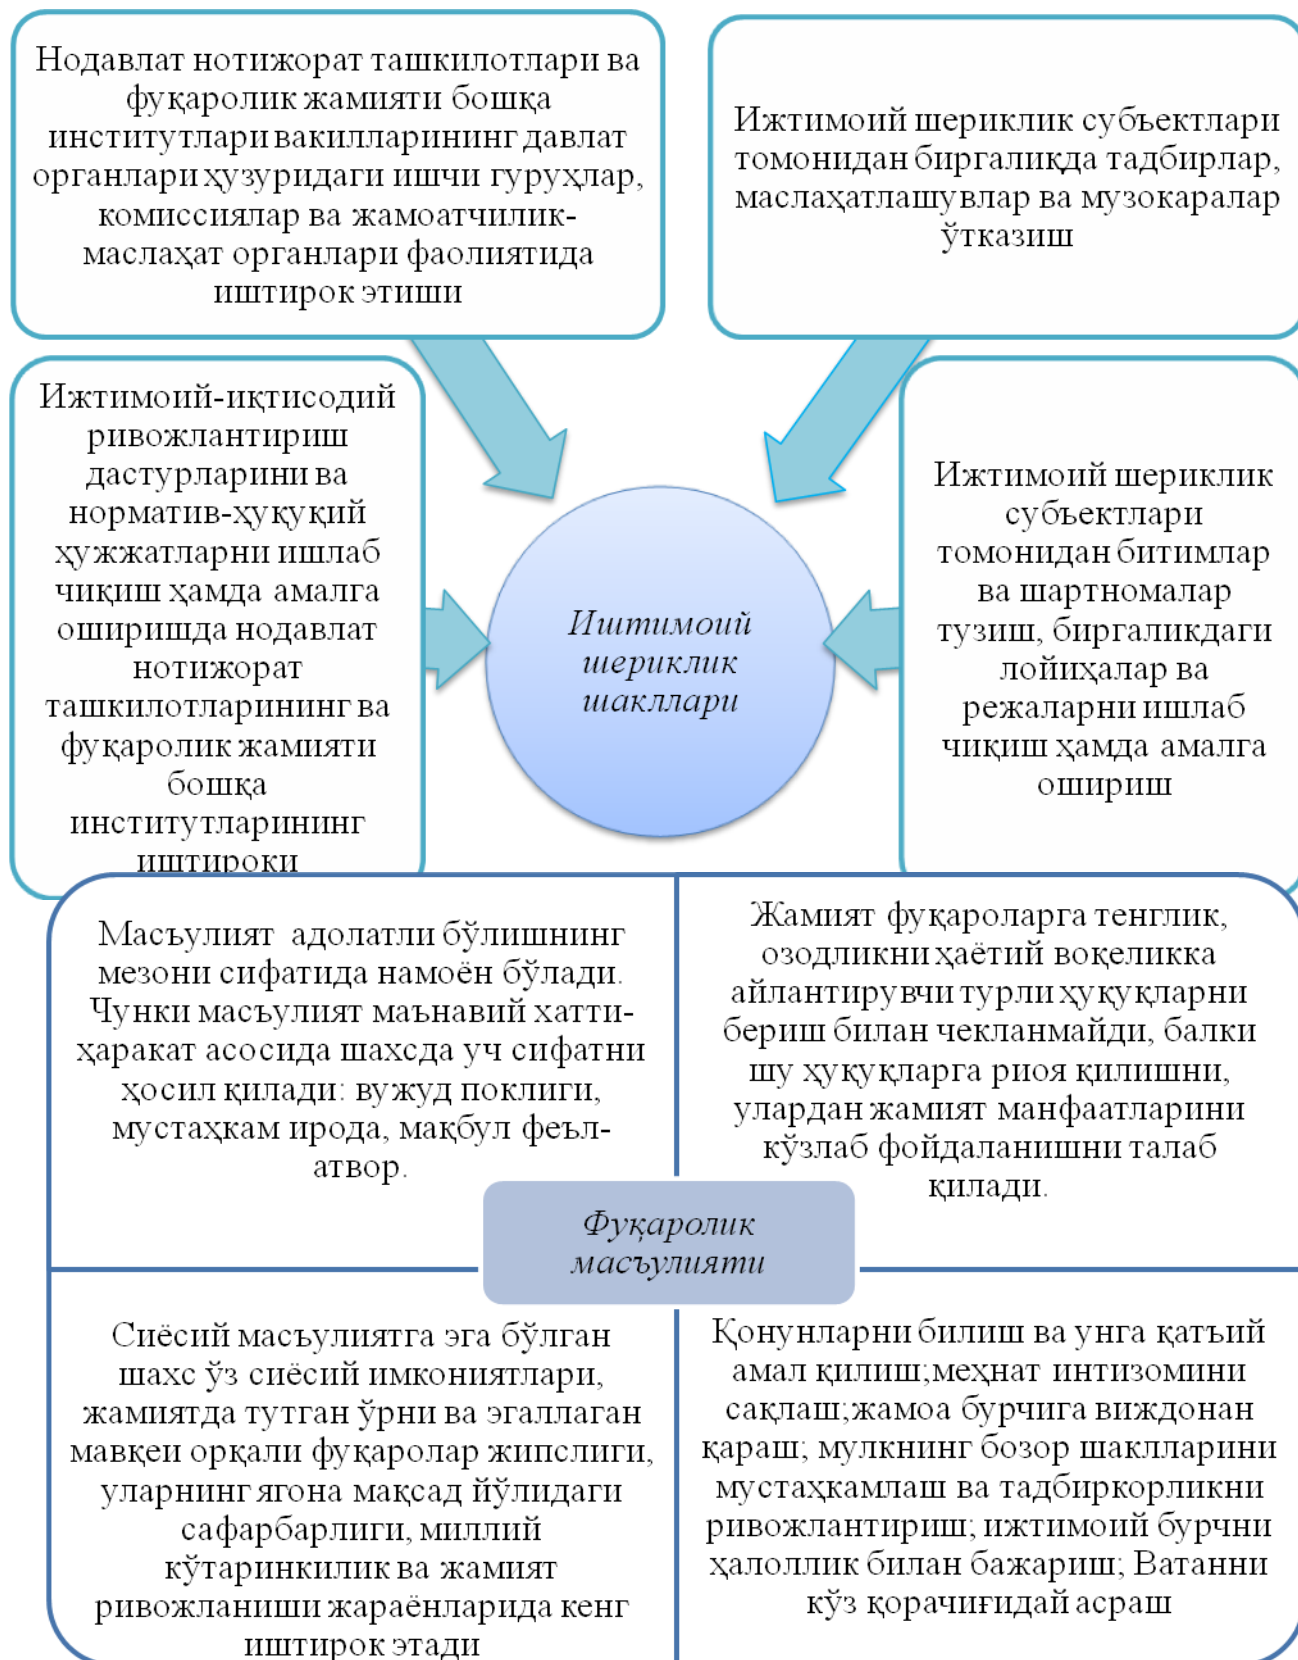 Нодавлат нотижорат ташкилотлари ва
фуқаролик жамияти бошқа
институтлари вакилларининг давлат
органлари ҳузуридаги ишчи гуруҳлар,
комиссиялар ва жамоатчилик-
маслаҳат органлари фаолиятида
иштирок этиши
Ижтимоий шериклик субъектлари
томонидан биргалиқда тадбирлар,
маслаҳатлашувлар ва музокаралар
ўтказиш
Ижтимоий-иқтисодий
ривожлантириш
дастурларини ва
норматив-ҳуқуқий
ҳужжатларни ишлаб
чиқиш ҳамда амалга
оширишда нодавлат
нотижорат
ташкилотларининг ва
фуқаролик жамияти
бошқа
институтларининг
иштироки
Иштимоий
шериклик
шакллари
Ижтимоий шериклик
субъектлари
томонидан битимлар
ва шартномалар
тузиш, биргаликдаги
лойиҳалар ва
режаларни ишлаб
чиқиш ҳамда амалга
ошириш
Масъулият адолатли бўлишнинг
мезони сифатида намоён бўлади.
Чунки масъулият маънавий хатти-
ҳаракат асосида шахсда уч сифатни
ҳосил қилади: вужуд поклиги,
мустаҳкам ирода, мақбул феъл-
атвор.
Жамият фуқароларга тенглик,
озодликни ҳаётий воқеликка
айлантирувчи турли ҳуқуқларни
бериш билан чекланмайди, балки
шу ҳуқуқларга риоя қилишни,
улардан жамият манфаатларини
кўзлаб фойдаланишни талаб
қилади.
Фуқаролик
масъулияти
Сиёсий масъулиятга эга бўлган
шахс ўз сиёсий имкониятлари,
жамиятда тутган ўрни ва эгаллаган
мавқеи орқали фуқаролар жипслиги,
уларнинг ягона мақсад йўлидаги
сафарбарлиги, миллий
кўтаринкилик ва жамият
ривожланиши жараёнларида кенг
иштирок этади
Қонунларни билиш ва унга қатъий
амал қилиш;меҳнат интизомини
сақлаш;жамоа бурчига виждонан
қараш; мулкнинг бозор шаклларини
мустаҳкамлаш ва тадбиркорликни
ривожлантириш; ижтимоий бурчни
ҳалоллик билан бажариш; Ватанни
кўз қорачиғидай асраш